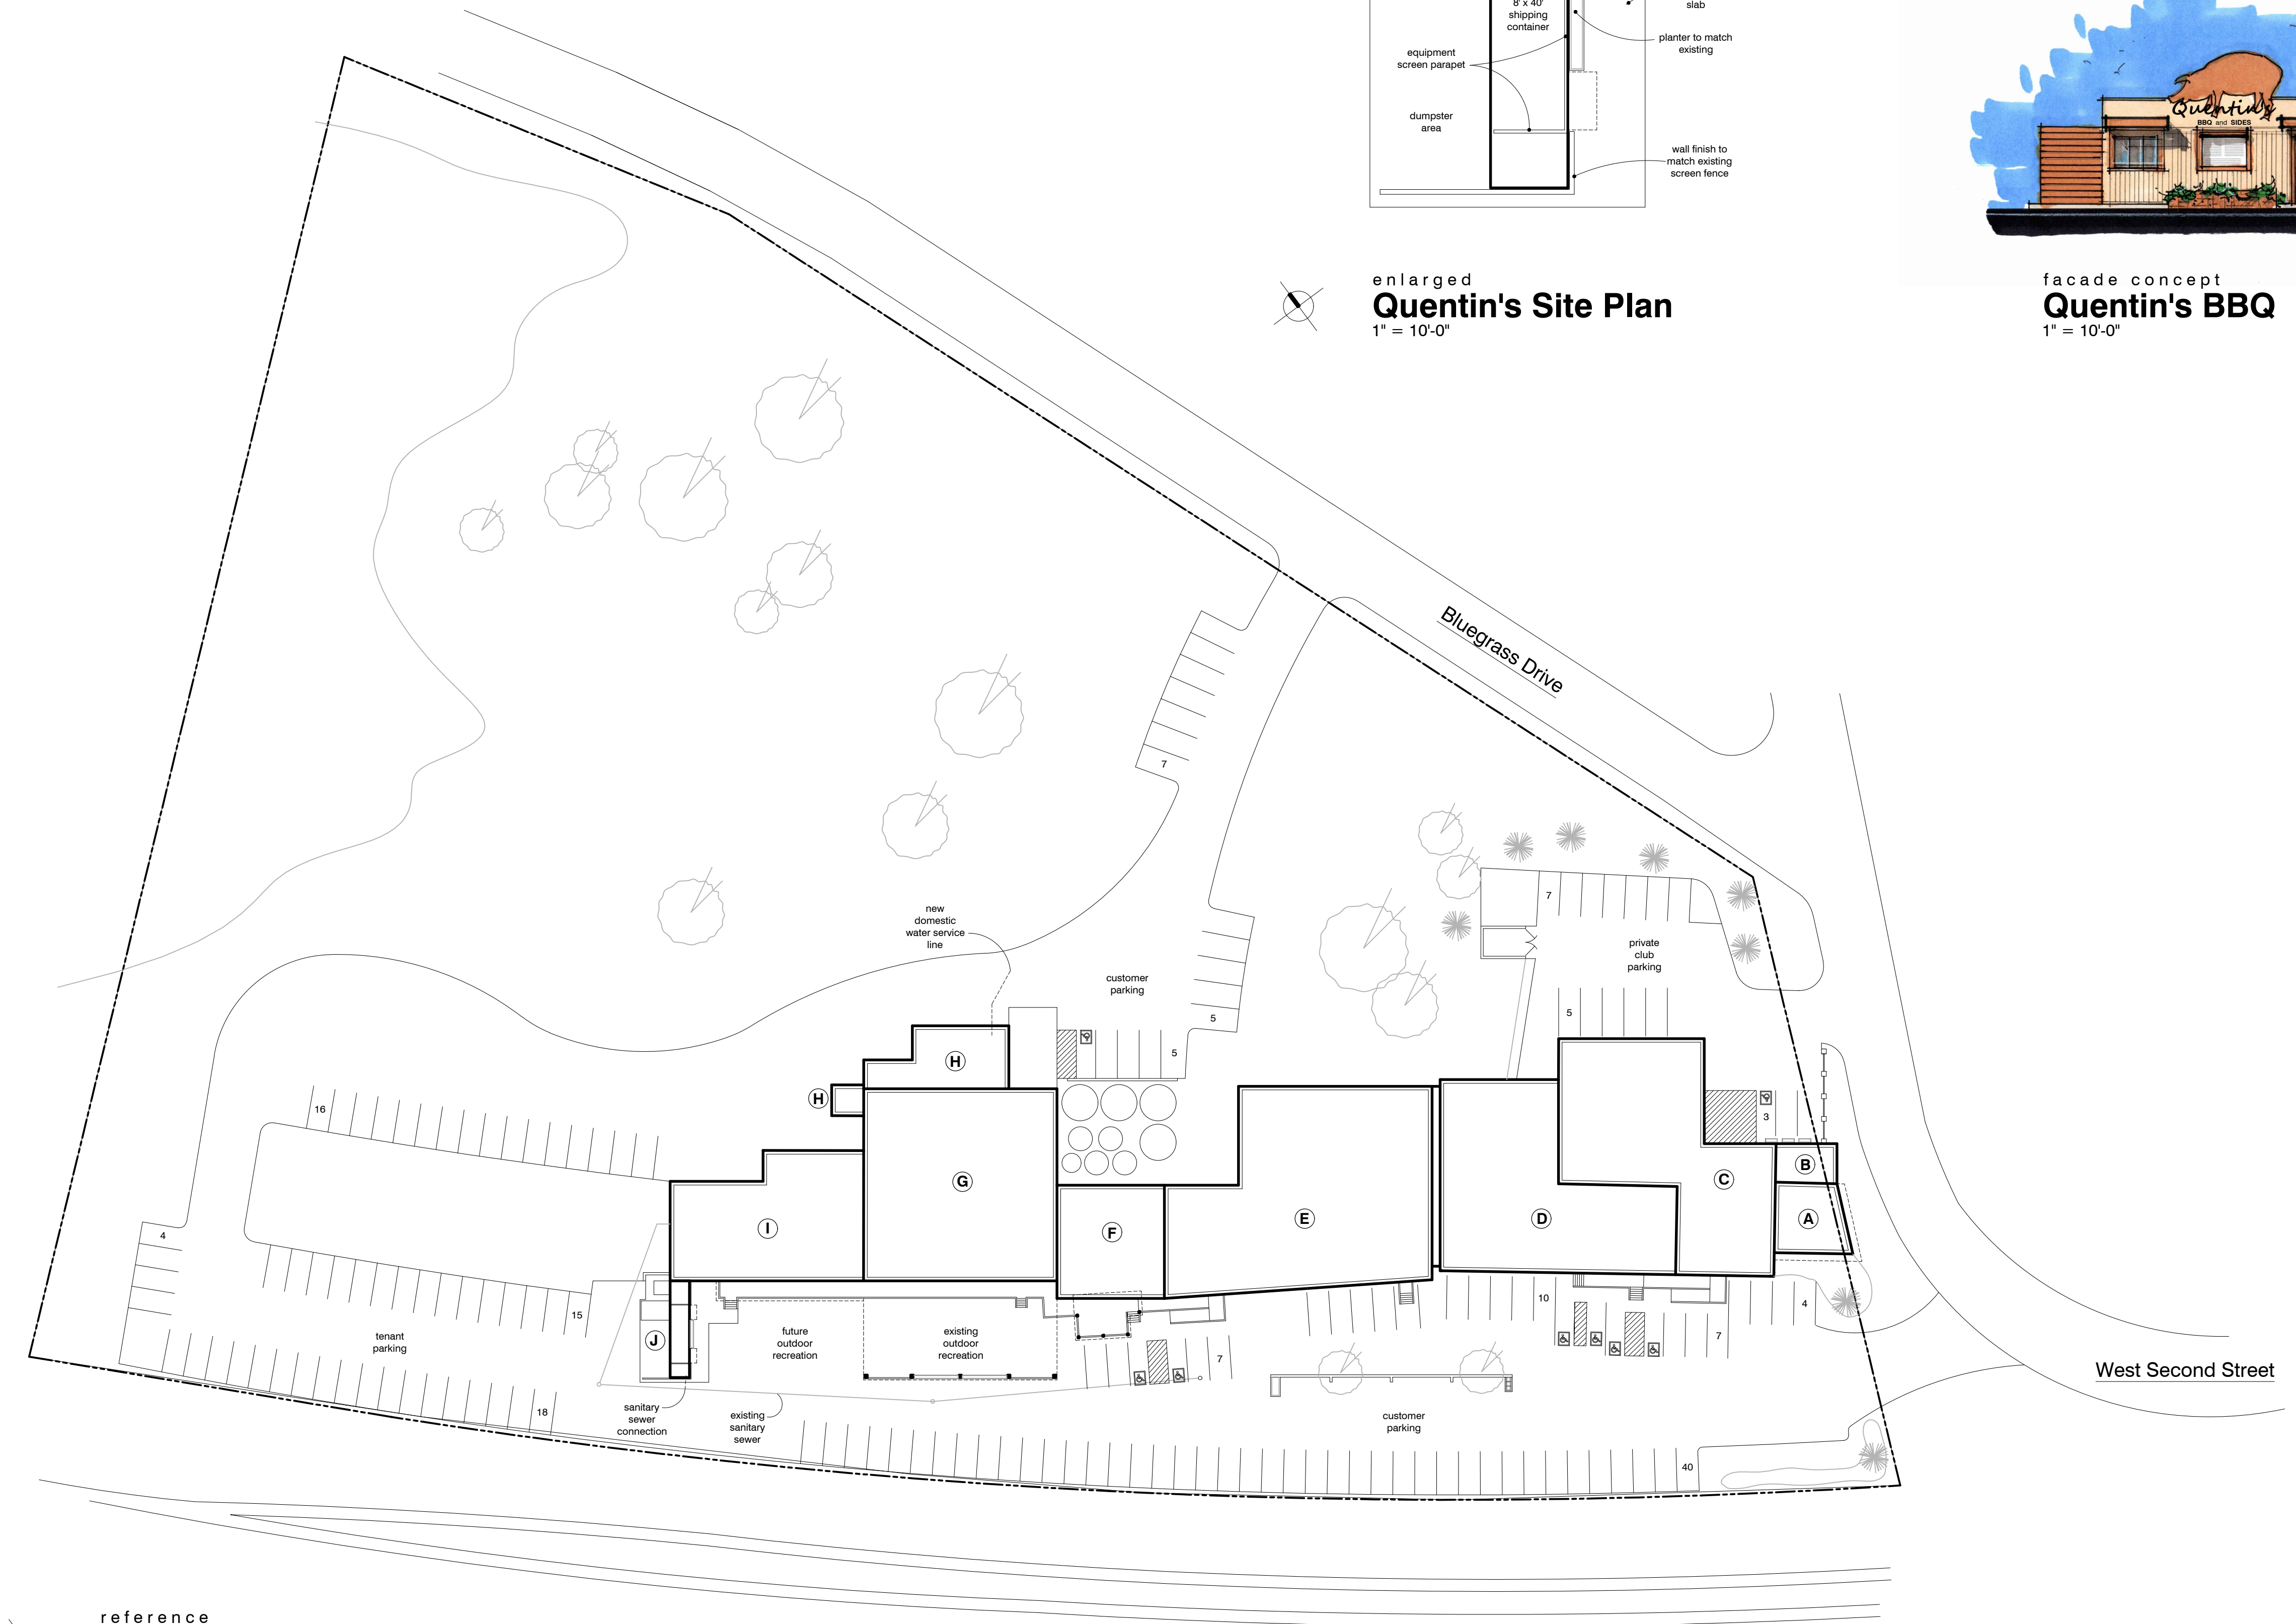 8' x 40'
shipping
container
slab
planter to match
existing
equipment
screen parapet
dumpster
area
wall finish to
match existing
screen fence
Quentin's
BBQ and SIDES
enlarged
Quentin's Site Plan
1" = 10'-0"
facade concept
Quentin's BBQ
1" = 10'-0"
Bluegrass Drive
7
7
new
domestic
water service
line
customer
parking
private
club
parking
5
5
5
H
H
16
3
G
C
B
I
F
E
D
A
4
15
tenant
parking
J
future
outdoor
recreation
existing
outdoor
recreation
7
10
7
4
West Second Street
18
sanitary
sewer
connection
existing
sanitary
sewer
customer
parking
40
reference